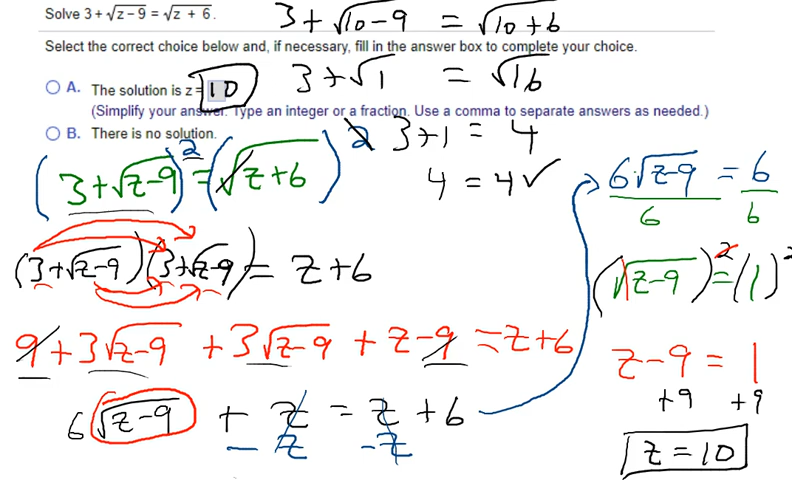 Solve 3 + √z − 9 = √z + 6.
3 + √10 − 9 = √10 + 6
Select the correct choice below and, if necessary, fill in the answer box to complete your choice.
A. The solution is z = 10
3 + √1 = √16
(Simplify your answer. Type an integer or a fraction. Use a comma to separate answers as needed.)
B. There is no solution.
3 + 1 = 4
4 = 4 ✓
(3 + √z − 9)² = (√z + 6)²
(3 + √z − 9)(3 + √z − 9) = z + 6
9 + 3√z − 9 + 3√z − 9 + z − 9 = z + 6
6√z − 9 + z = z + 6
− z − z
6√z − 9 = 6
6 6
(√z − 9)² = (1)²
z − 9 = 1
+9 +9
z = 10